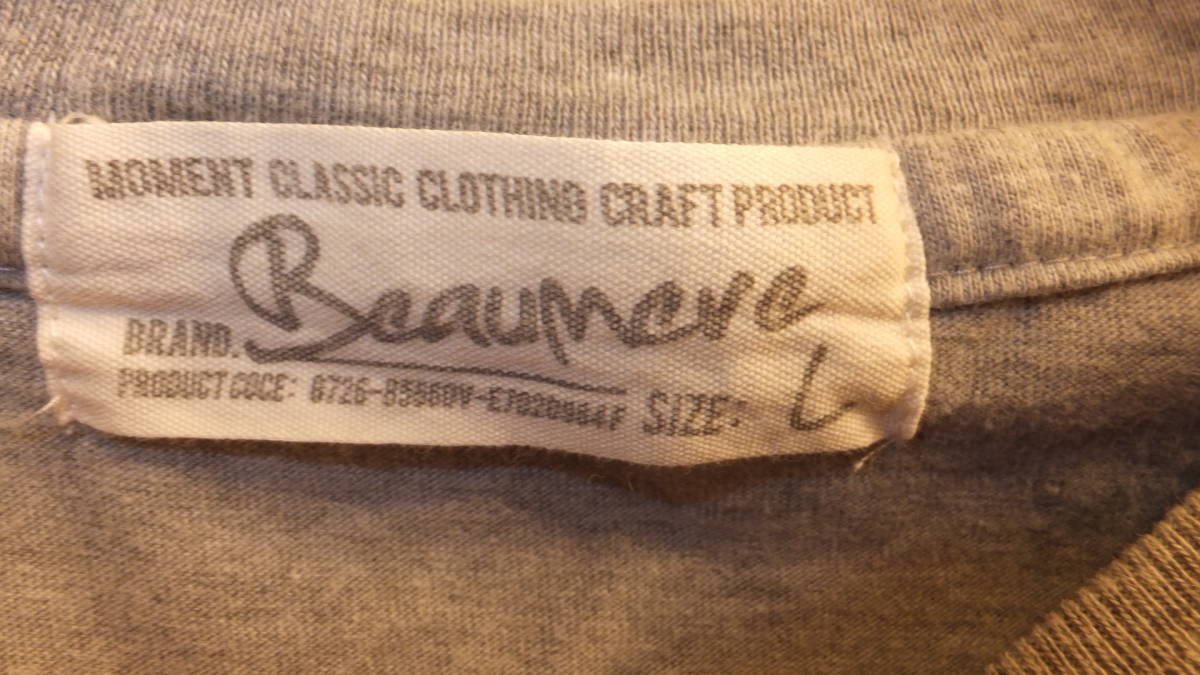 MOMENT CLASSIC CLOTHING CRAFT PRODUCT
BRAND. Beaumere
PRODUCT CODE: SIZE: L